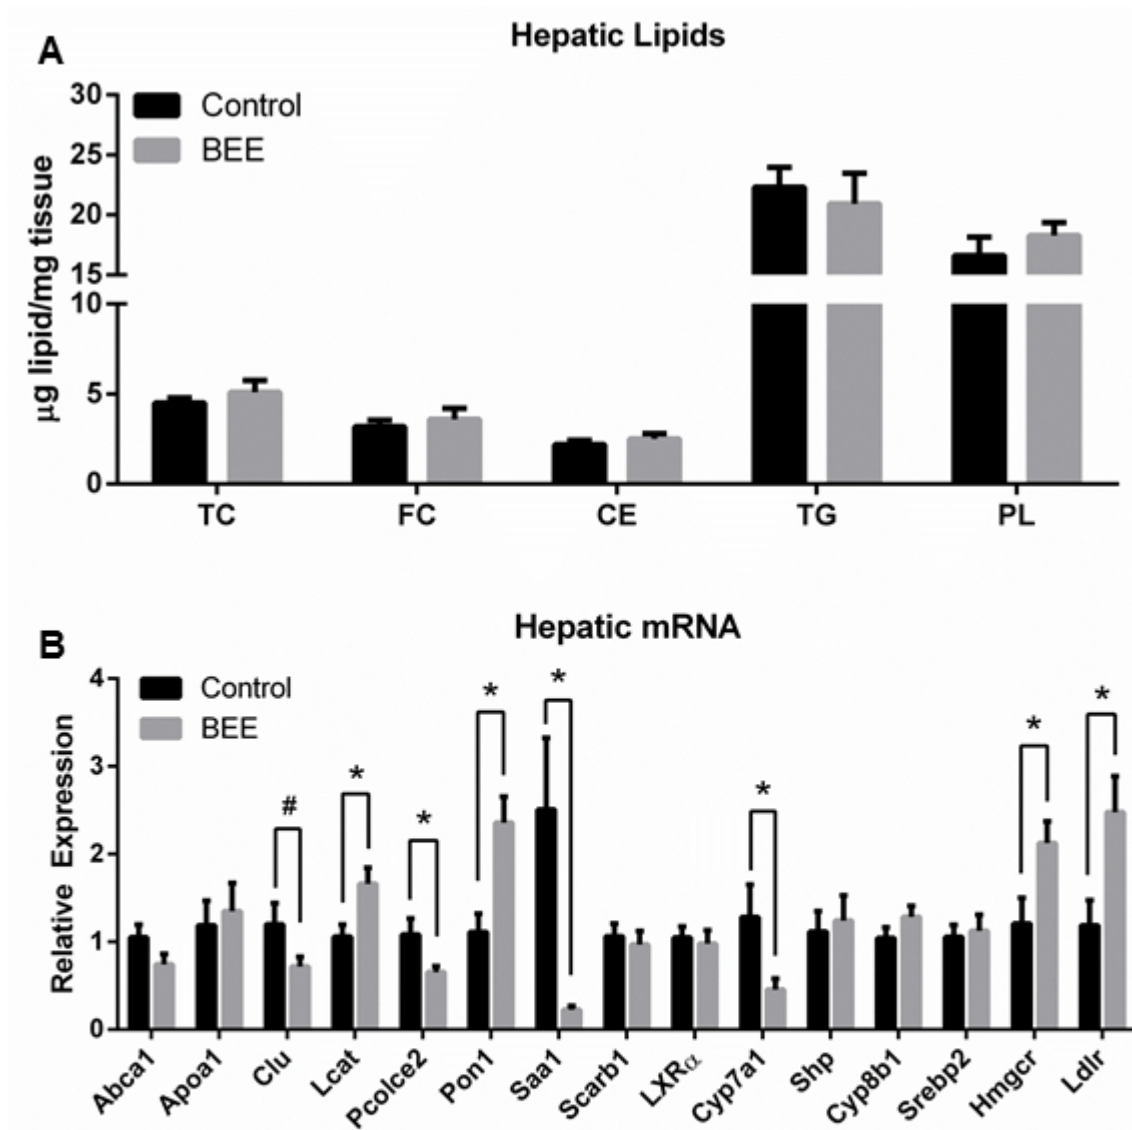 A
Hepatic Lipids
Control
BEE
µg lipid/mg tissue
30
25
20
15
10
5
0
TC FC CE TG PL
B
Hepatic mRNA
Control
BEE
Relative Expression
4
3
2
1
0
# * * * * * * *
Abca1 Apoa1 Clu Lcat Pcolce2 Pon1 Saa1 Scarb1 LXRα Cyp7a1 Shp Cyp8b1 Srebp2 Hmgcr Ldlr